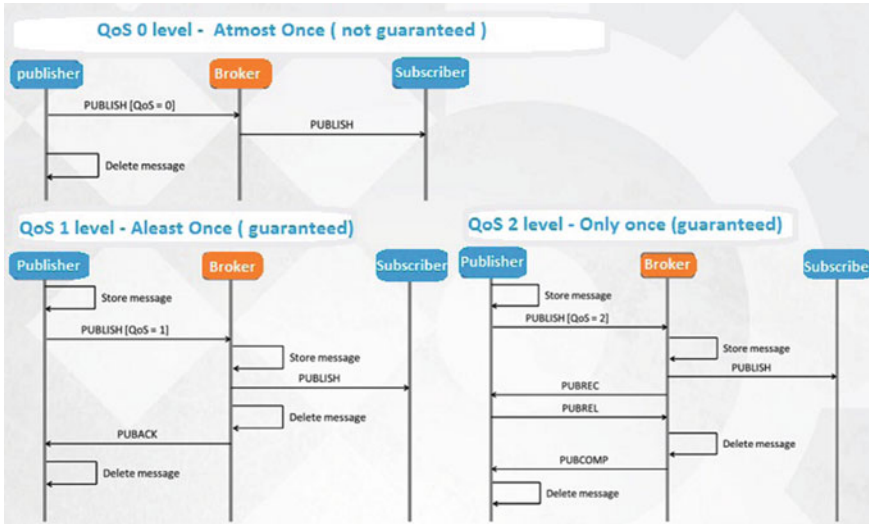 QoS 0 level - Atmost Once ( not guaranteed )
publisher
Broker
Subscriber
PUBLISH [QoS = 0]
PUBLISH
Delete message
QoS 1 level - Aleast Once ( guaranteed)
Publisher
Broker
Subscriber
Store message
PUBLISH [QoS = 1]
Store message
PUBLISH
Delete message
PUBACK
Delete message
QoS 2 level - Only once (guaranteed)
Publisher
Broker
Subscriber
Store message
PUBLISH [QoS = 2]
Store message
PUBLISH
PUBREC
PUBREL
Delete message
PUBCOMP
Delete message